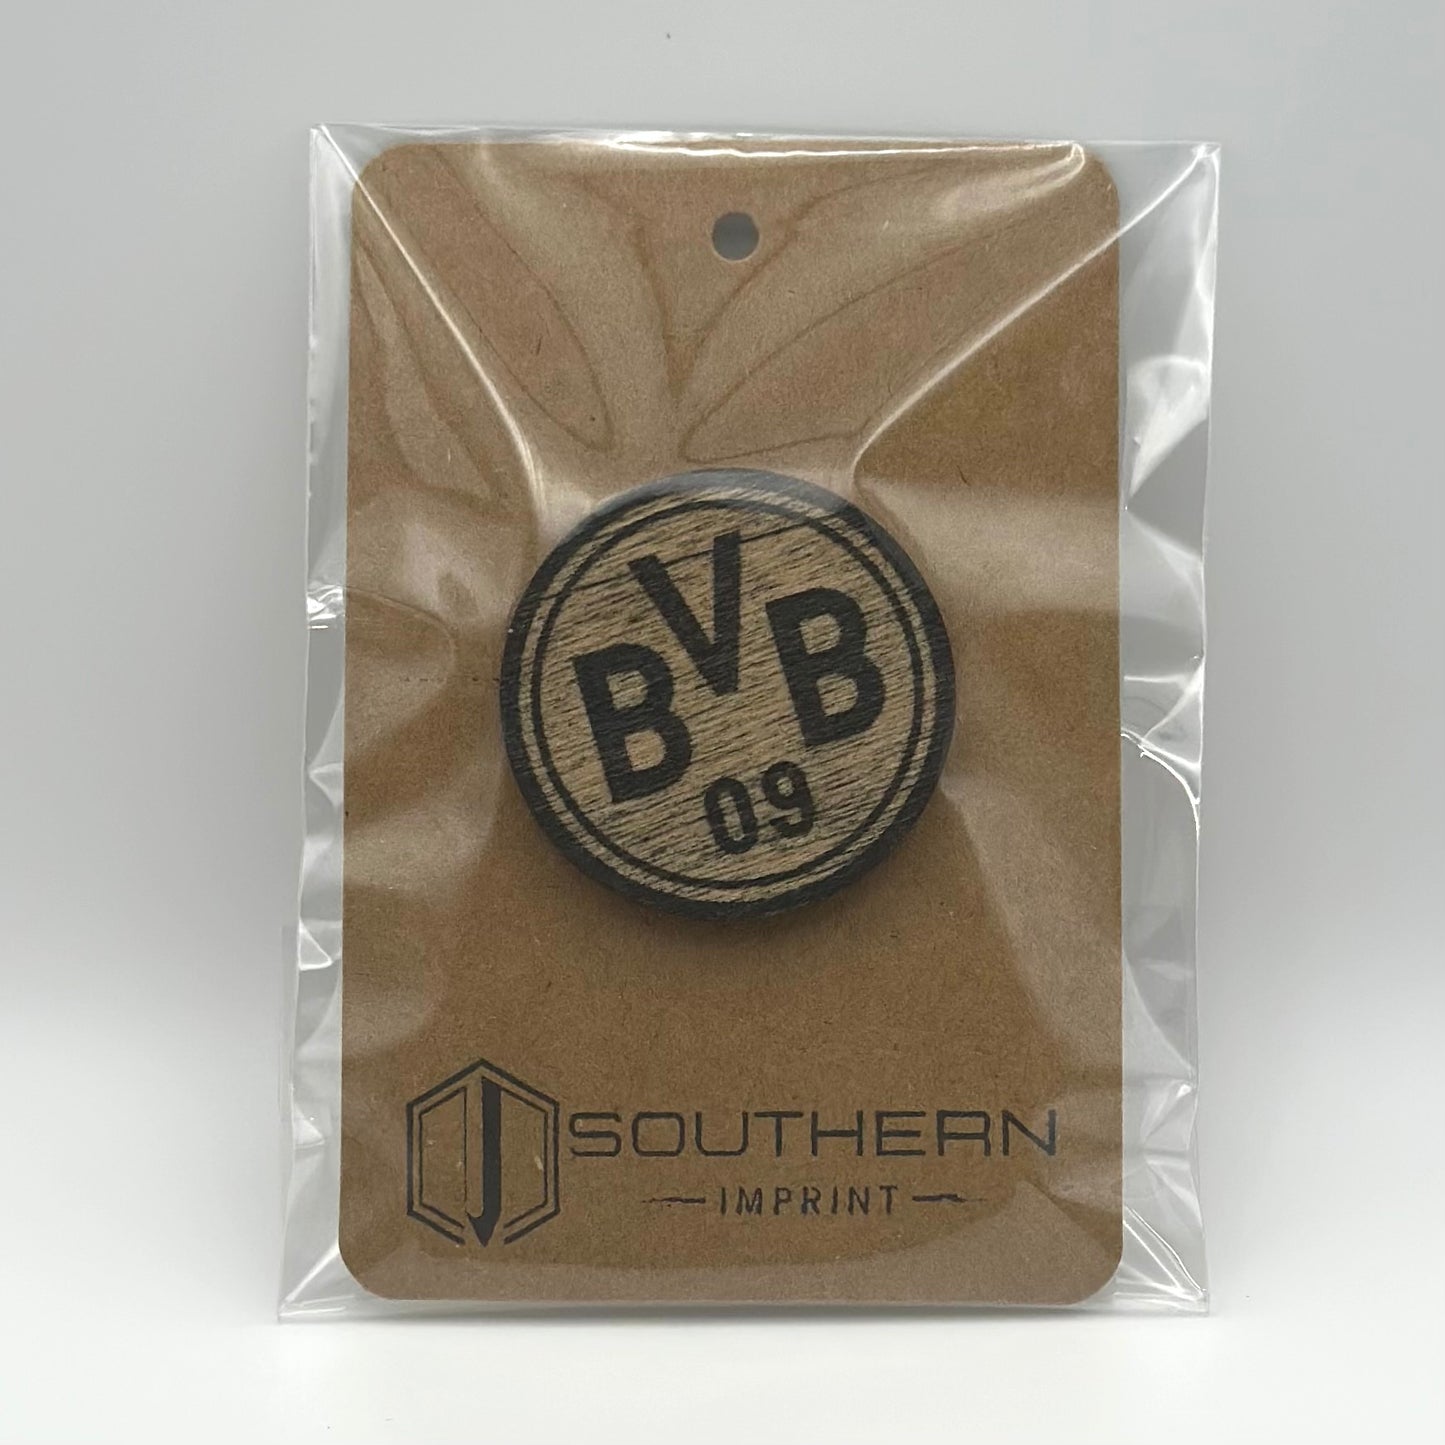 BVB
09
SOUTHERN
IMPRINT